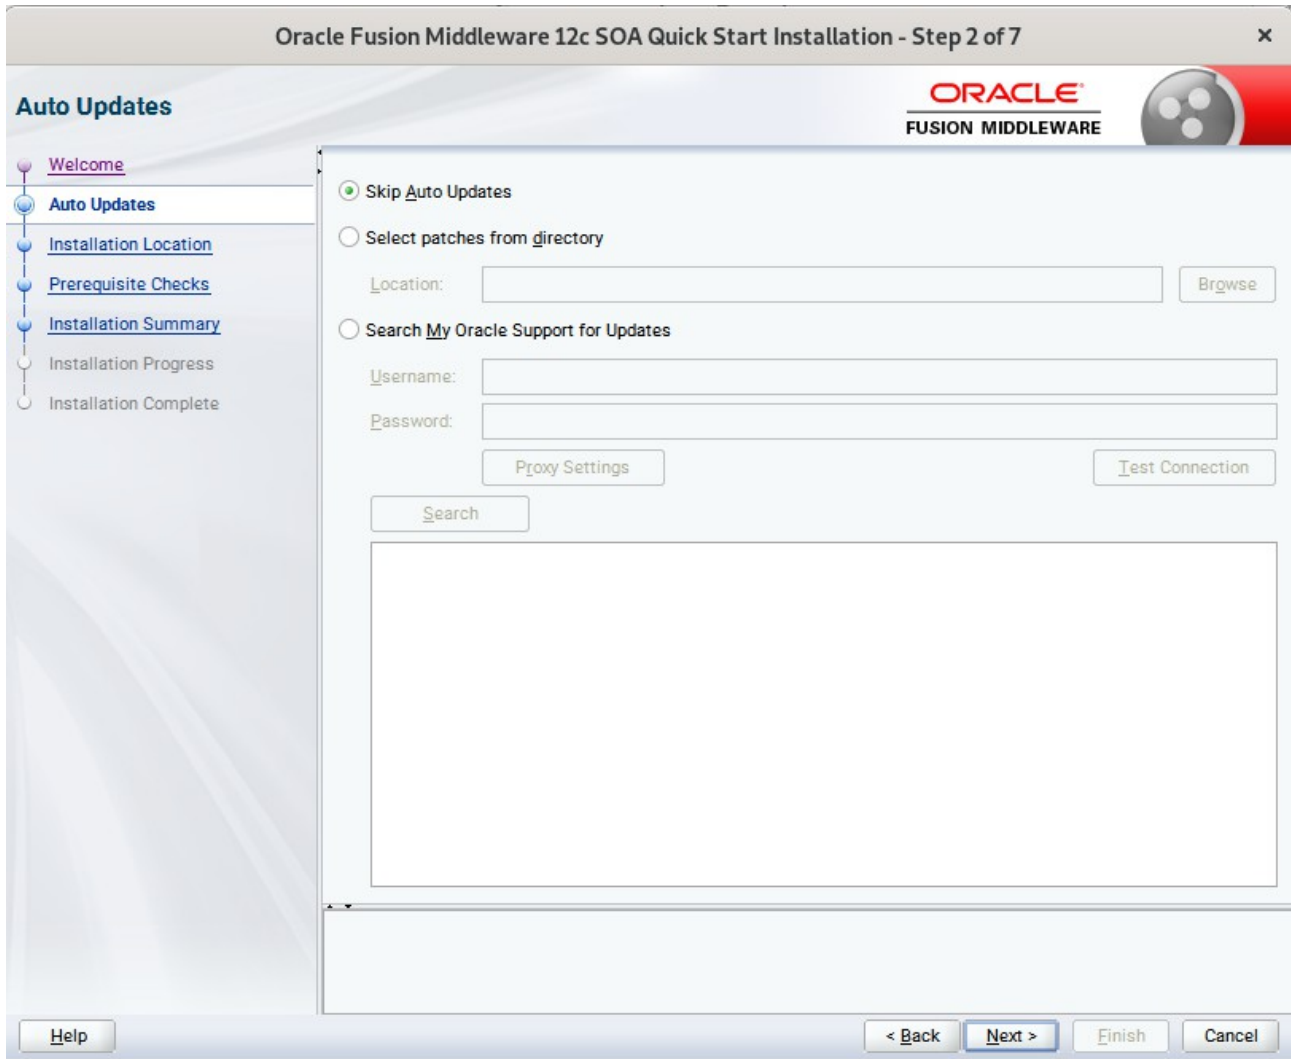 Oracle Fusion Middleware 12c SOA Quick Start Installation - Step 2 of 7
Auto Updates
ORACLE
FUSION MIDDLEWARE
Welcome
Auto Updates
Installation Location
Prerequisite Checks
Installation Summary
Installation Progress
Installation Complete
Skip Auto Updates
Select patches from directory
Location:
Browse
Search My Oracle Support for Updates
Username:
Password:
Proxy Settings
Test Connection
Search
Help
< Back
Next >
Finish
Cancel